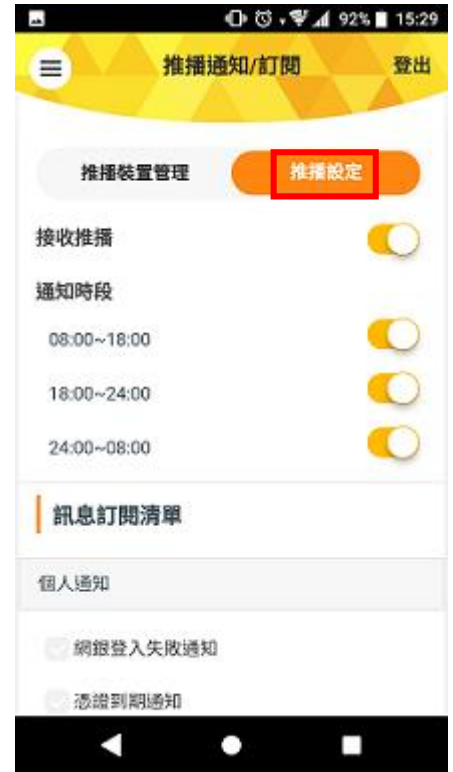 92% 15:29
推播通知/訂閱 登出
推播裝置管理 推播設定
接收推播
通知時段
08:00~18:00
18:00~24:00
24:00~08:00
訊息訂閱清單
個人通知
網銀登入失敗通知
憑證到期通知